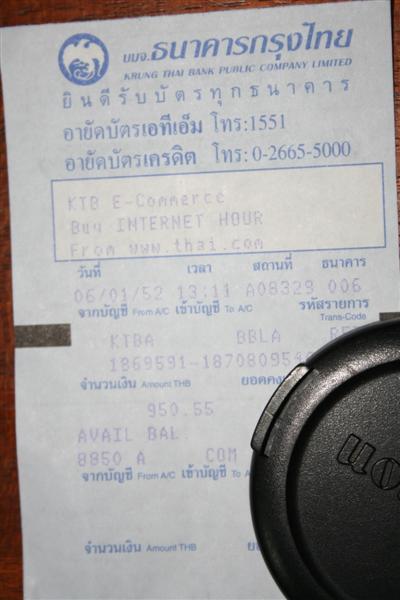 บมจ.ธนาคารกรุงไทย
KRUNG THAI BANK PUBLIC COMPANY LIMITED
ยินดีรับบัตรทุกธนาคาร
อายัดบัตรเอทีเอ็ม โทร:1551
อายัดบัตรเครดิต โทร: 0-2665-5000
KTB E-Commerce
Buy INTERNET HOUR
From www.thai.com
วันที่ เวลา สถานที่ ธนาคาร
06/01/52 13:11 A08329 006
จากบัญชี From A/C เข้าบัญชี To A/C รหัสรายการ
Trans-Code
KTBA BBLA
จำนวนเงิน Amount THB
950.55
AVAIL BAL
8850 A COM
จากบัญชี From A/C เข้าบัญชี To
จำนวนเงิน Amount THB